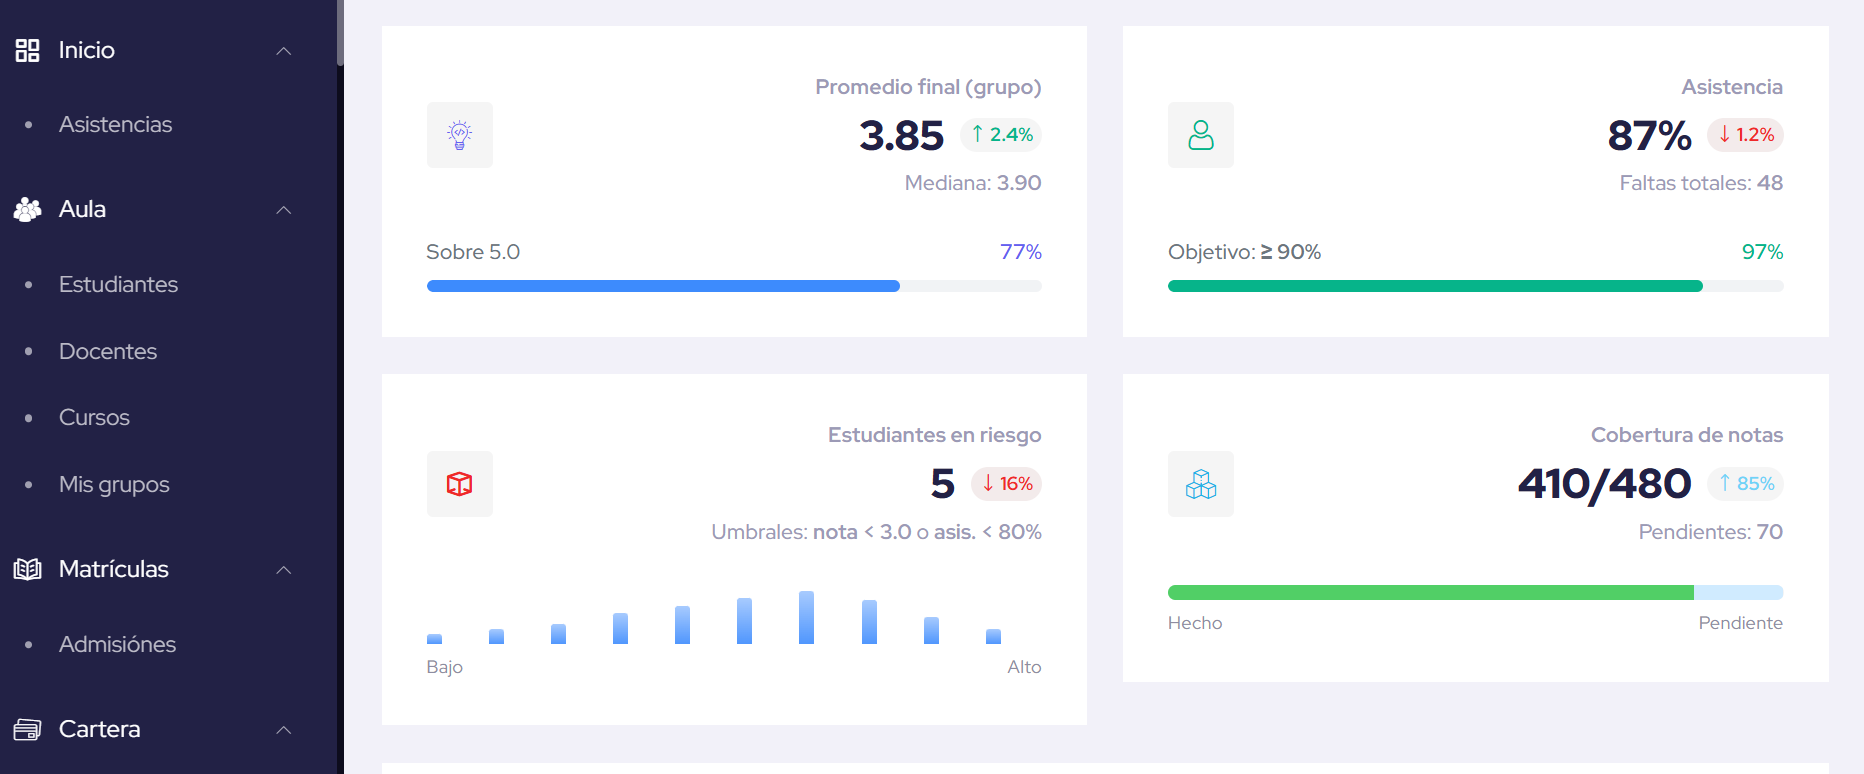 Inicio
Asistencias
Aula
Estudiantes
Docentes
Cursos
Mis grupos
Matrículas
Admisiónes
Cartera
Promedio final (grupo)
3.85 ↑ 2.4%
Mediana: 3.90
Sobre 5.0 77%
Asistencia
87% ↓ 1.2%
Faltas totales: 48
Objetivo: ≥ 90% 97%
Estudiantes en riesgo
5 ↓ 16%
Umbrales: nota < 3.0 o asis. < 80%
Bajo Alto
Cobertura de notas
410/480 ↑ 85%
Pendientes: 70
Hecho Pendiente